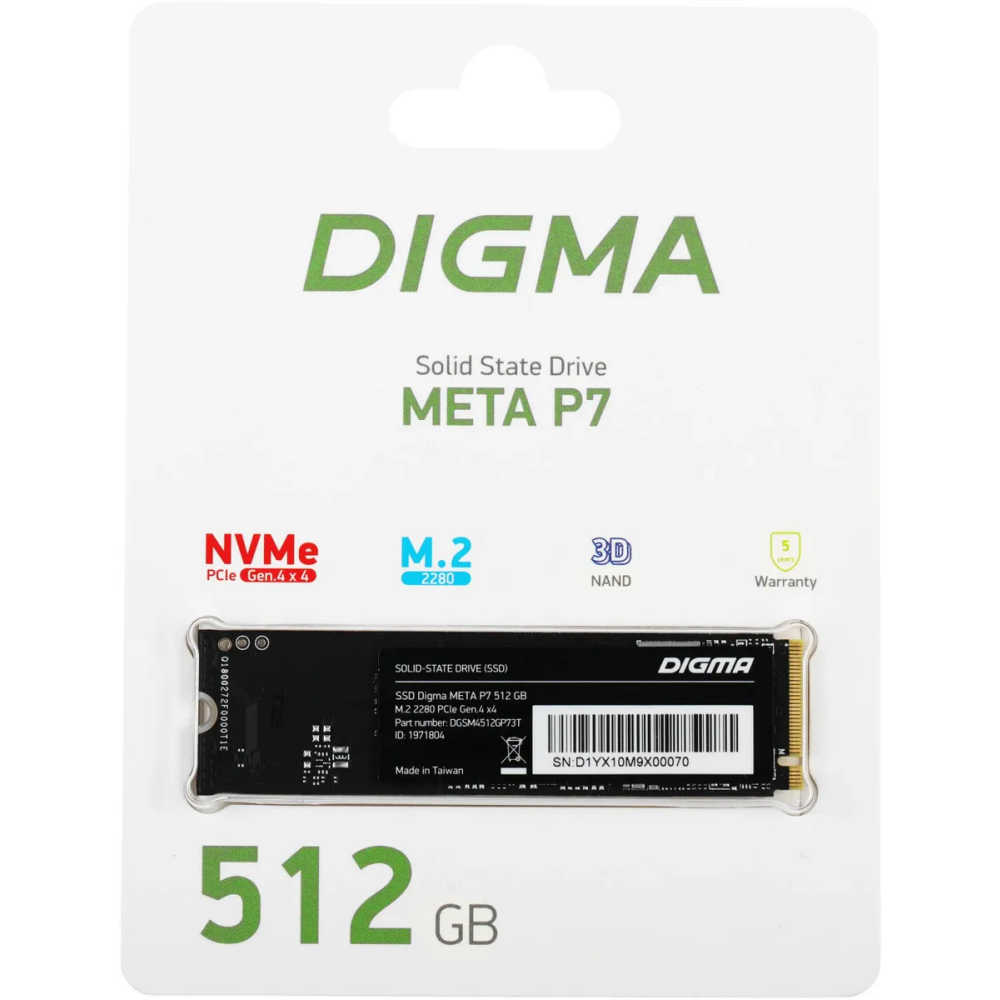 DIGMA
Solid State Drive
META P7
NVMe
PCIe Gen.4 x 4
M.2
2280
3D
NAND
5
years
Warranty
Q1800272F0000T1E
DIGMA
SOLID-STATE DRIVE (SSD)
SSD Digma META P7 512 GB
M.2 2280 PCIe Gen.4 x4
Part number: DGSM4512GP73T
ID: 1971804
Made in Taiwan
SN:D1YX10M9X00070
512 GB